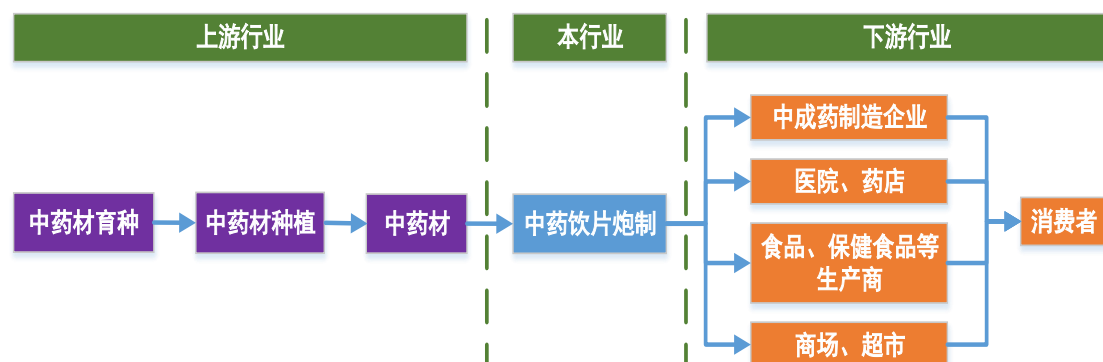 上游行业
本行业
下游行业
中药材育种
中药材种植
中药材
中药饮片炮制
中成药制造企业
医院、药店
食品、保健食品等
生产商
商场、超市
消费者